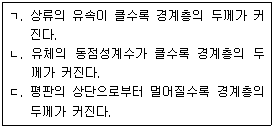 ㄱ. 상류의 유속이 클수록 경계층의 두께가 커
진다.
ㄴ. 유체의 동점성계수가 클수록 경계층의 두
께가 커진다.
ㄷ. 평판의 상단으로부터 멀어질수록 경계층의
두께가 커진다.